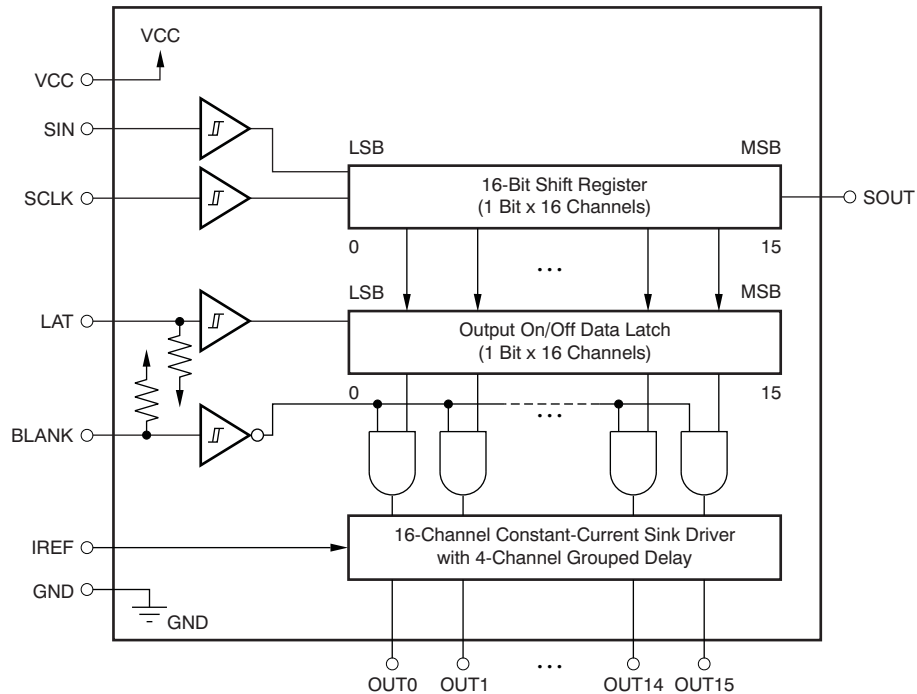 VCC
VCC
SIN
LSB
MSB
16-Bit Shift Register
(1 Bit x 16 Channels)
SCLK
SOUT
0
15
...
LSB
MSB
LAT
Output On/Off Data Latch
(1 Bit x 16 Channels)
0
15
...
BLANK
16-Channel Constant-Current Sink Driver
with 4-Channel Grouped Delay
IREF
GND
GND
OUT0
OUT1
...
OUT14
OUT15